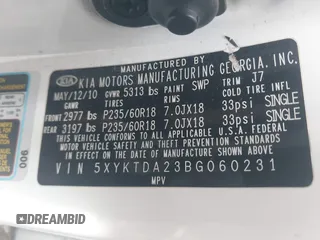 KIA KIA MOTORS MANUFACTURING GEORGIA, INC.
MAY/12/10 GVWR 5313 lbs PAINT SWP TRIM J7
GAWR TIRES RIMS COLD TIRE INFL
FRONT 2977 lbs P235/60R18 7.0JX18 33psi SINGLE
REAR 3197 lbs P235/60R18 7.0JX18 33psi SINGLE
THIS VEHICLE CONFORMS TO ALL APPLICABLE
FEDERAL MOTOR VEHICLE SAFETY BUMPER
AND THEFT PREVENTION STANDARDS IN
EFFECT ON THE DATE OF MANUFACTURE
SHOWN ABOVE.
VIN 5XYKTDA23BG060231
MPV
006
DREAMBID